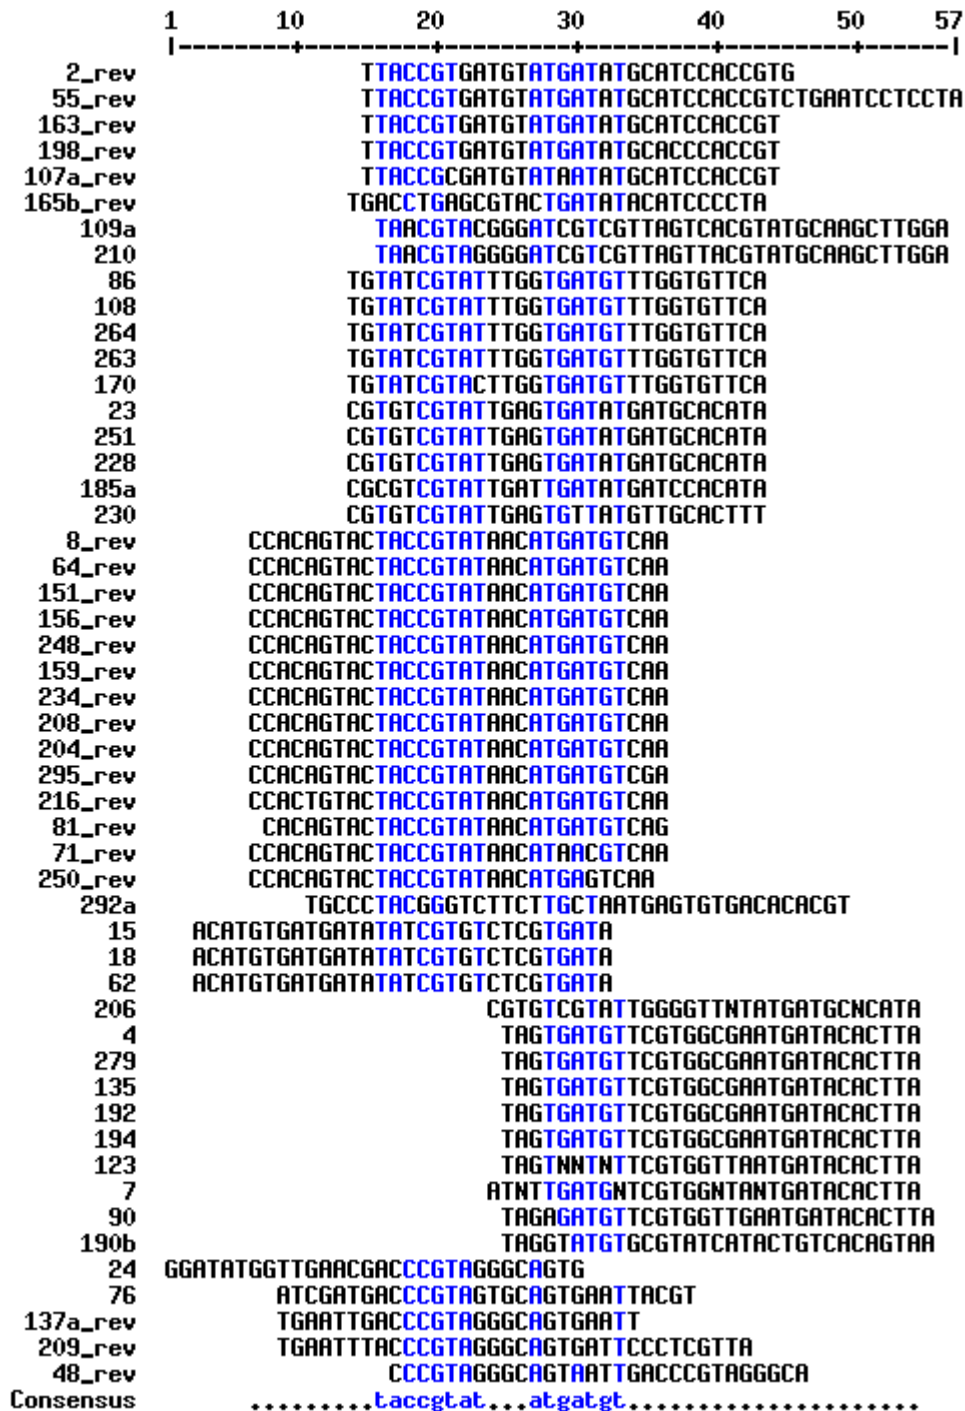 1 10 20 30 40 50 57
|--------+---------+---------+---------+---------+------|
2_rev TTACCGTGATGTATGATATGCATCCACCGTG
55_rev TTACCGTGATGTATGATATGCATCCACCGTCTGAATCCTCCTA
163_rev TTACCGTGATGTATGATATGCATCCACCGT
198_rev TTACCGTGATGTATGATATGCACCCACCGT
107a_rev TTACCGCGATGTATAATATGCATCCACCGT
165b_rev TGACCTGAGCGTACTGATATACATCCCCTA
109a TAACGTACGGGATCGTCGTTAGTCACGTATGCAAGCTTGGA
210 TAACGTAGGGGATCGTCGTTAGTTACGTATGCAAGCTTGGA
86 TGTATCGTATTTGGTGATGTTTGGTGTTCA
108 TGTATCGTATTTGGTGATGTTTGGTGTTCA
264 TGTATCGTATTTGGTGATGTTTGGTGTTCA
263 TGTATCGTATTTGGTGATGTTTGGTGTTCA
170 TGTATCGTACTTGGTGATGTTTGGTGTTCA
23 CGTGTCGTATTGAGTGATATGATGCACATA
251 CGTGTCGTATTGAGTGATATGATGCACATA
228 CGTGTCGTATTGAGTGATATGATGCACATA
185a CGCGTCGTATTGATTGATATGATCCACATA
230 CGTGTCGTATTGAGTGTTATGTTGCACTTT
8_rev CCACAGTACTACCGTATAACATGATGTCAA
64_rev CCACAGTACTACCGTATAACATGATGTCAA
151_rev CCACAGTACTACCGTATAACATGATGTCAA
156_rev CCACAGTACTACCGTATAACATGATGTCAA
248_rev CCACAGTACTACCGTATAACATGATGTCAA
159_rev CCACAGTACTACCGTATAACATGATGTCAA
234_rev CCACAGTACTACCGTATAACATGATGTCAA
208_rev CCACAGTACTACCGTATAACATGATGTCAA
204_rev CCACAGTACTACCGTATAACATGATGTCAA
295_rev CCACAGTACTACCGTATAACATGATGTCGA
216_rev CCACTGTACTACCGTATAACATGATGTCAA
81_rev CACAGTACTACCGTATAACATGATGTCAG
71_rev CCACAGTACTACCGTATAACATAACGTCAA
250_rev CCACAGTACTACCGTATAACATGAGTCAA
292a TGCCCTACGGGTCTTCTTGCTAATGAGTGTGACACACGT
15 ACATGTGATGATATATCGTGTCTCGTGATA
18 ACATGTGATGATATATCGTGTCTCGTGATA
62 ACATGTGATGATATATCGTGTCTCGTGATA
206 CGTGTCGTATTGGGGTTNTATGATGCNCATA
4 TAGTGATGTTCGTGGCGAATGATACACTTA
279 TAGTGATGTTCGTGGCGAATGATACACTTA
135 TAGTGATGTTCGTGGCGAATGATACACTTA
192 TAGTGATGTTCGTGGCGAATGATACACTTA
194 TAGTGATGTTCGTGGCGAATGATACACTTA
123 TAGTNNTNTTCGTGGTTAATGATACACTTA
7 ATNTTGATGNTCGTGGNTANTGATACACTTA
90 TAGAGATGTTCGTGGTTGAATGATACACTTA
190b TAGGTATGTGCGTATCATACTGTCACAGTAA
24 GGATATGGTTGAACGACCCGTAGGGCAGTG
76 ATCGATGACCCGTAGTGCAGTGAATTACGT
137a_rev TGAATTGACCCGTAGGGCAGTGAATT
209_rev TGAATTTACCCGTAGGGCAGTGATTCCCTCGTTA
48_rev CCCGTAGGGCAGTAATTGACCCGTAGGGCA
Consensus .........taccgtat...atgatgt.....................